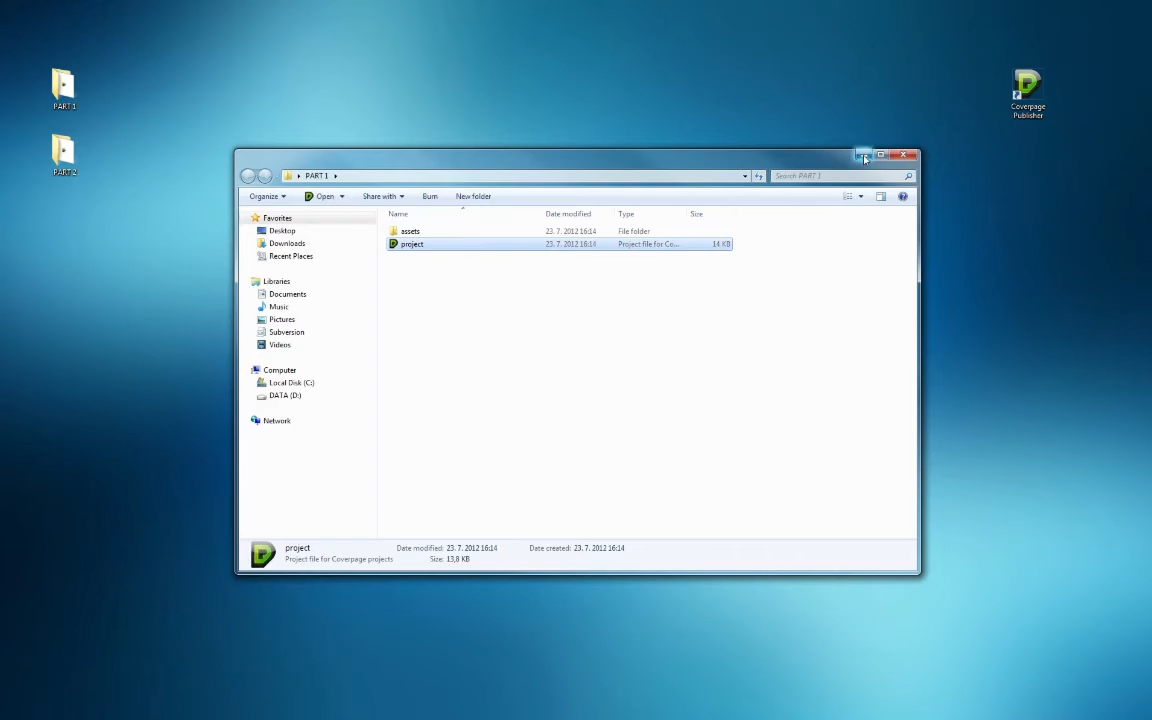 PART 1
PART 2
Coverpage
Publisher
PART 1
Search PART 1
Organize Open Share with Burn New folder
Name Date modified Type Size
assets 23. 7. 2012 16:14 File folder
project 23. 7. 2012 16:14 Project file for Co... 14 KB
Favorites
Desktop
Downloads
Recent Places
Libraries
Documents
Music
Pictures
Subversion
Videos
Computer
Local Disk (C:)
DATA (D:)
Network
project Date modified: 23. 7. 2012 16:14 Date created: 23. 7. 2012 16:14
Project file for Coverpage projects Size: 13,8 KB